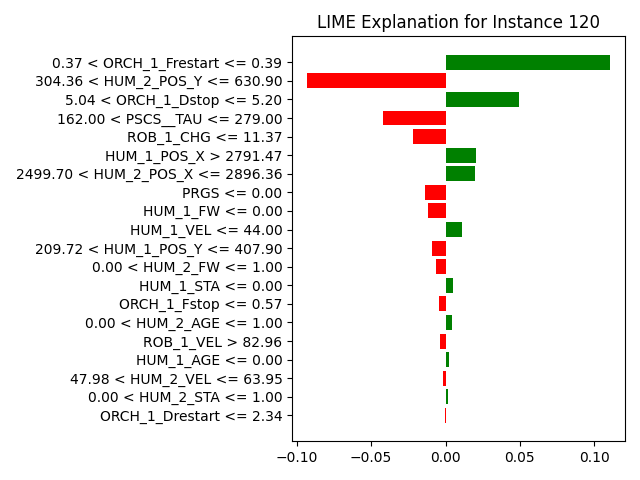 LIME Explanation for Instance 120
0.37 < ORCH_1_Frestart <= 0.39
304.36 < HUM_2_POS_Y <= 630.90
5.04 < ORCH_1_Dstop <= 5.20
162.00 < PSCS__TAU <= 279.00
ROB_1_CHG <= 11.37
HUM_1_POS_X > 2791.47
2499.70 < HUM_2_POS_X <= 2896.36
PRGS <= 0.00
HUM_1_FW <= 0.00
HUM_1_VEL <= 44.00
209.72 < HUM_1_POS_Y <= 407.90
0.00 < HUM_2_FW <= 1.00
HUM_1_STA <= 0.00
ORCH_1_Fstop <= 0.57
0.00 < HUM_2_AGE <= 1.00
ROB_1_VEL > 82.96
HUM_1_AGE <= 0.00
47.98 < HUM_2_VEL <= 63.95
0.00 < HUM_2_STA <= 1.00
ORCH_1_Drestart <= 2.34
−0.10 −0.05 0.00 0.05 0.10